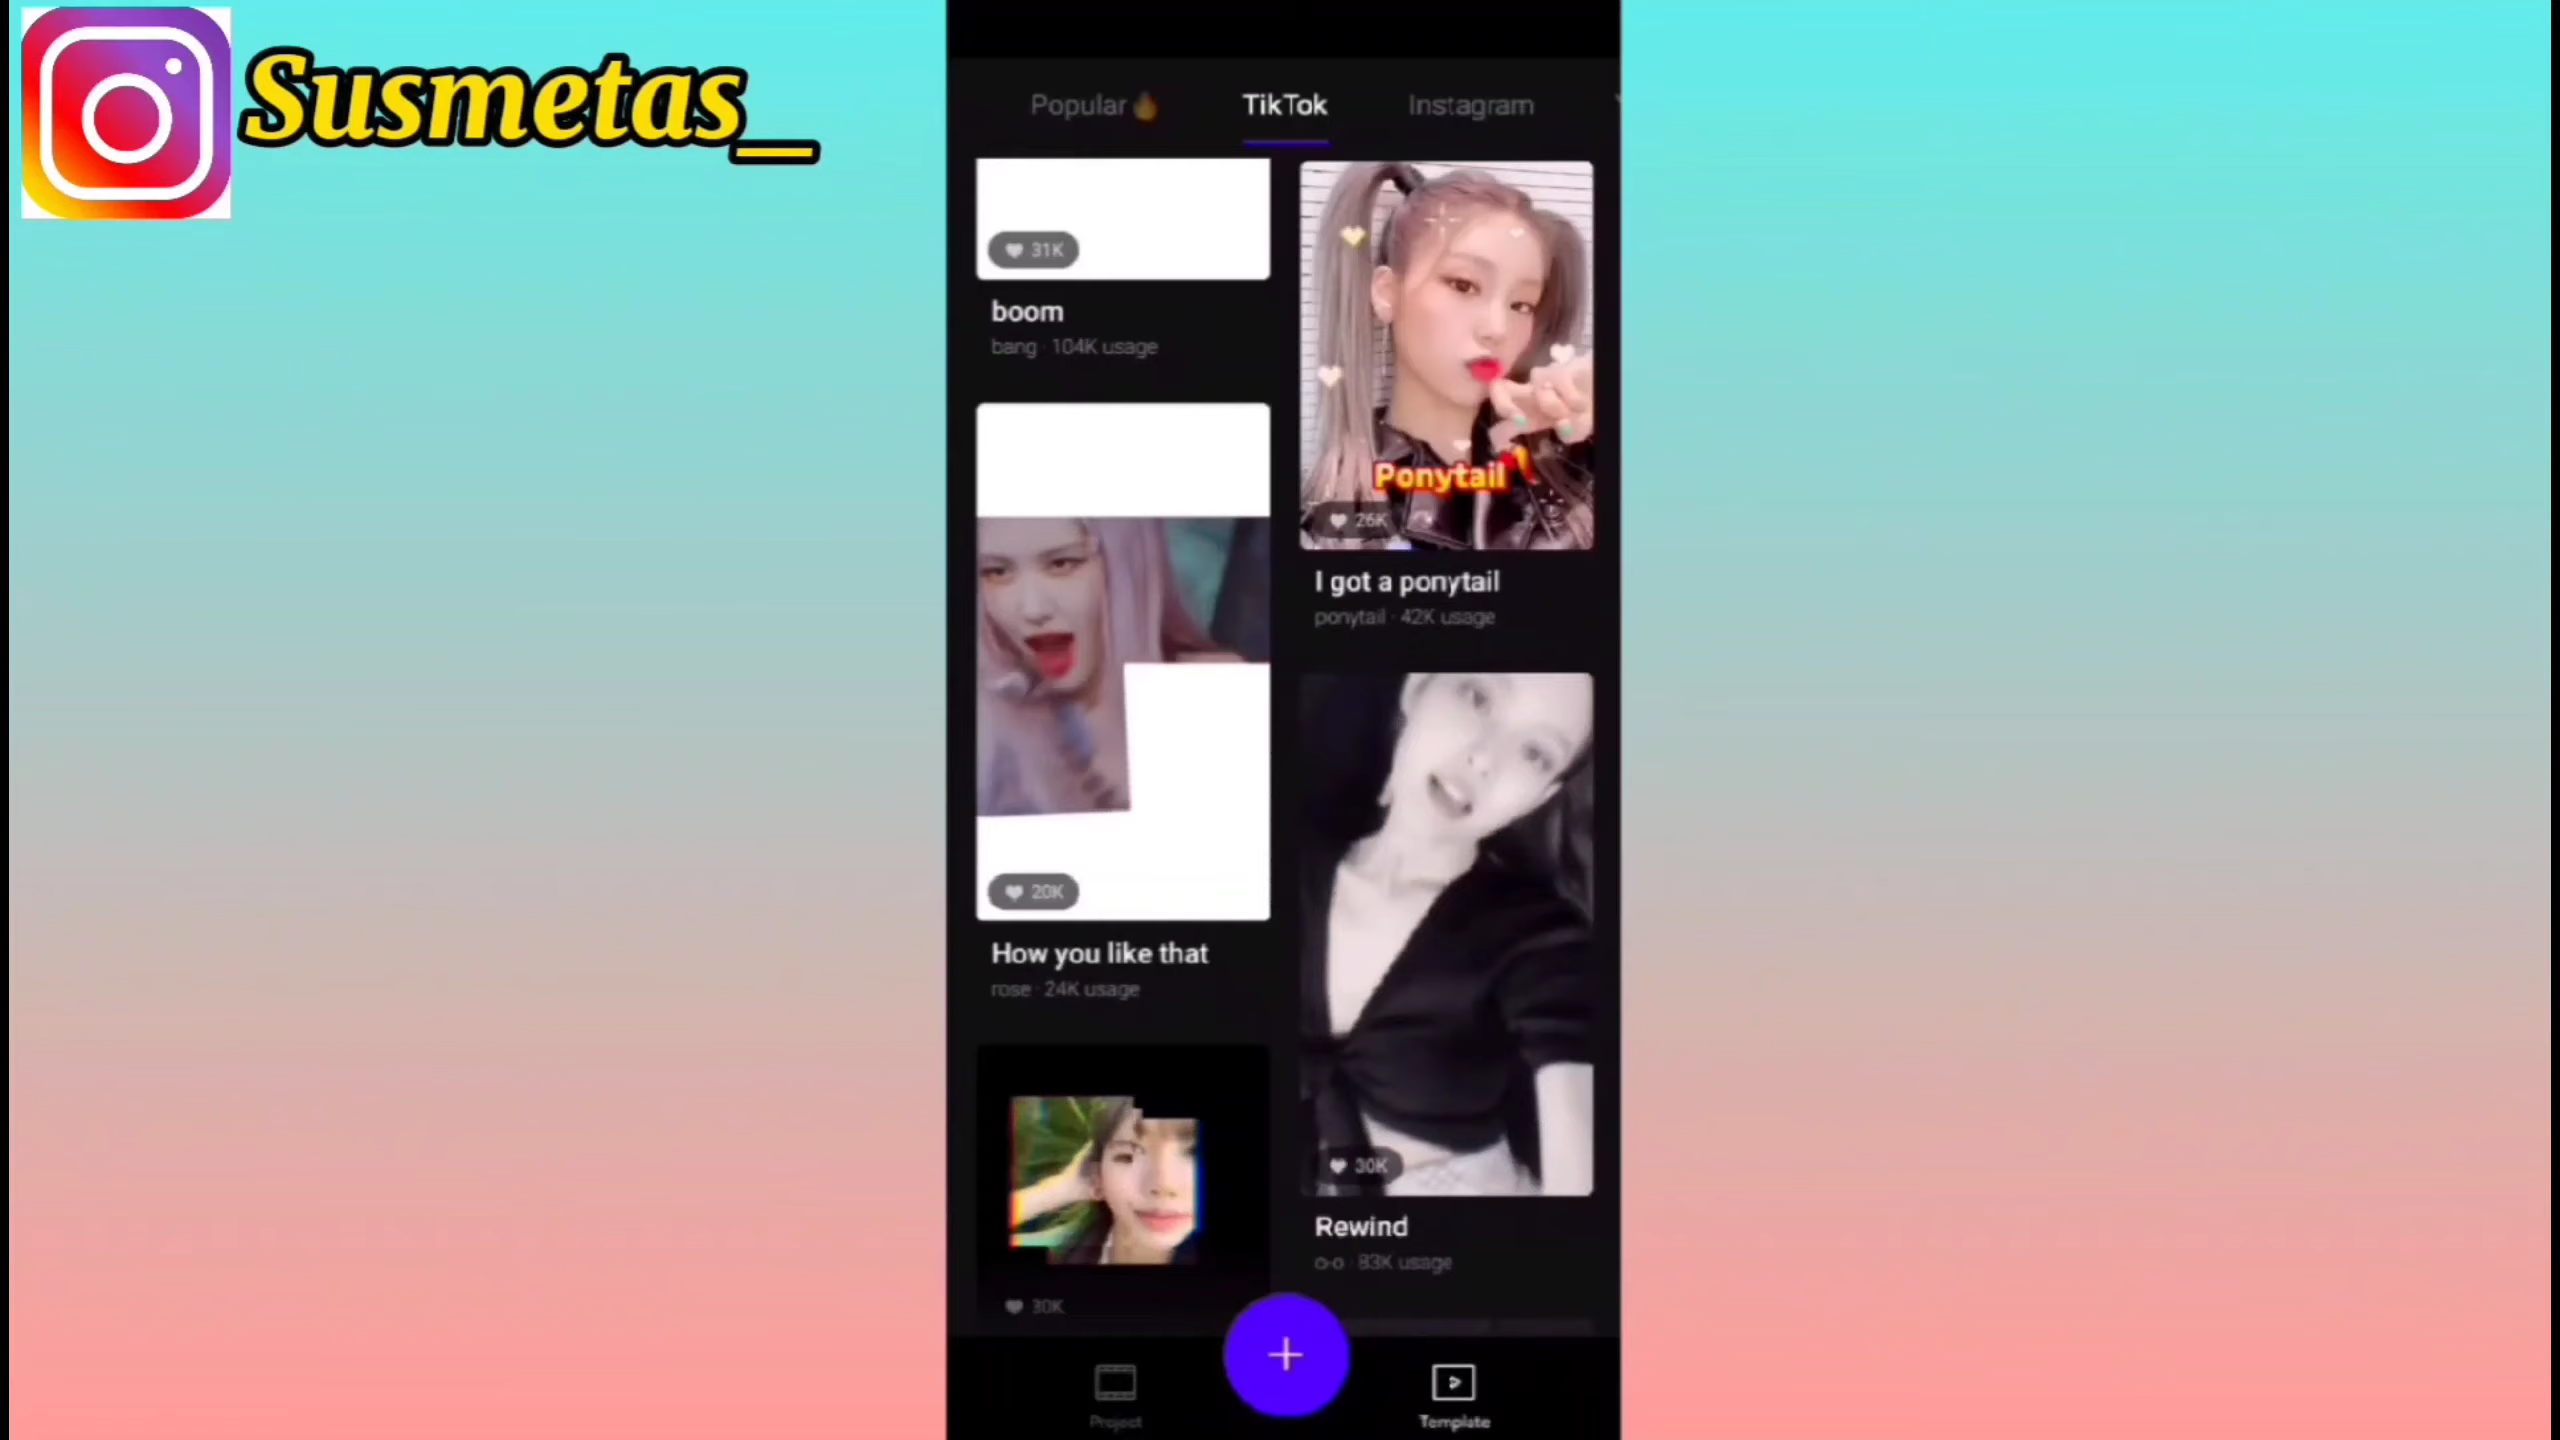 Susmetas_
Popular🔥 TikTok Instagram
31K
boom
bang · 104K usage
Ponytail
26K
I got a ponytail
ponytail · 42K usage
20K
How you like that
rose · 24K usage
30K
Rewind
o-o · 83K usage
30K
Project
Template